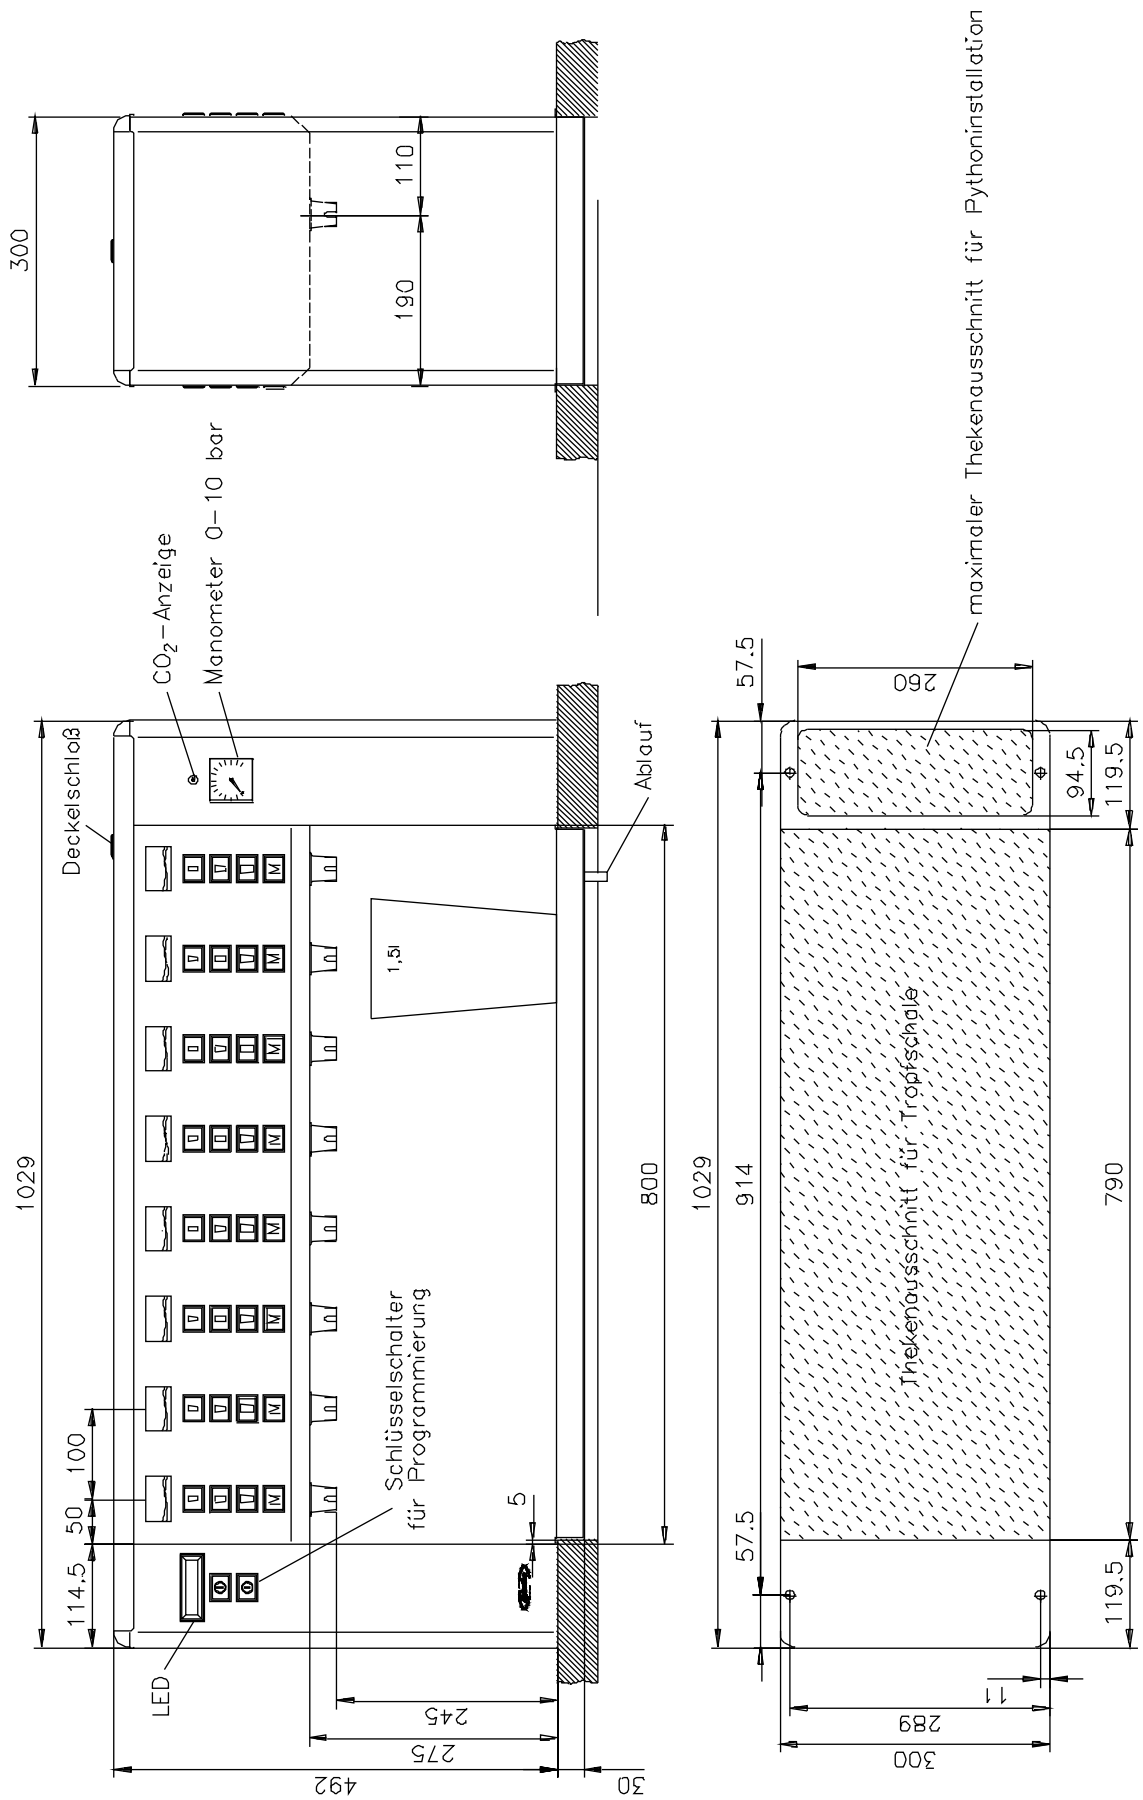 300
190
110
CO₂-Anzeige
Manometer 0-10 bar
Deckelschloß
1029
114,5
50
100
LED
M
M
M
M
M
M
M
M
Schlüsselschalter
für Programmierung
1,5l
Ablauf
5
800
492
275
245
30
1029
914
57.5
57.5
260
94,5
119.5
790
119.5
11
289
300
Thekenausschnitt für Tropfschale
maximaler Thekenausschnitt für Pythoninstallation